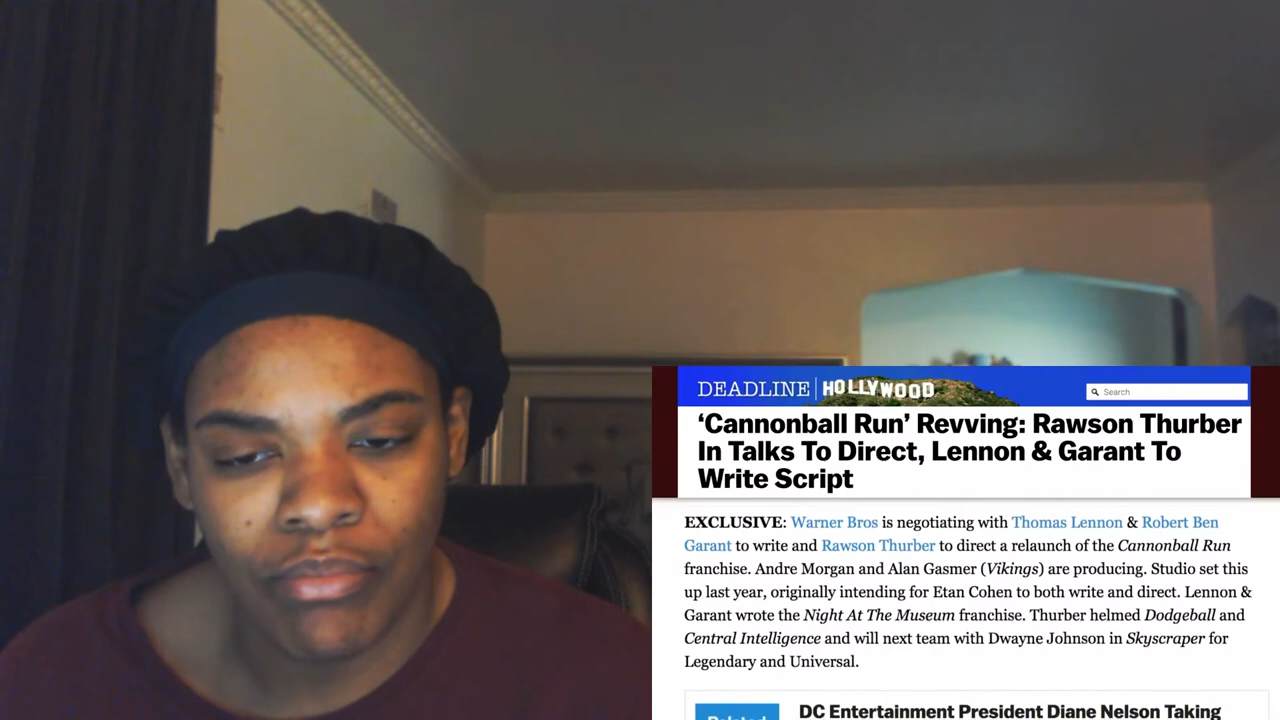 DEADLINE HOLLYWOOD
Search
‘Cannonball Run’ Revving: Rawson Thurber
In Talks To Direct, Lennon & Garant To
Write Script
EXCLUSIVE: Warner Bros is negotiating with Thomas Lennon & Robert Ben
Garant to write and Rawson Thurber to direct a relaunch of the Cannonball Run
franchise. Andre Morgan and Alan Gasmer (Vikings) are producing. Studio set this
up last year, originally intending for Etan Cohen to both write and direct. Lennon &
Garant wrote the Night At The Museum franchise. Thurber helmed Dodgeball and
Central Intelligence and will next team with Dwayne Johnson in Skyscraper for
Legendary and Universal.
Related
DC Entertainment President Diane Nelson Taking